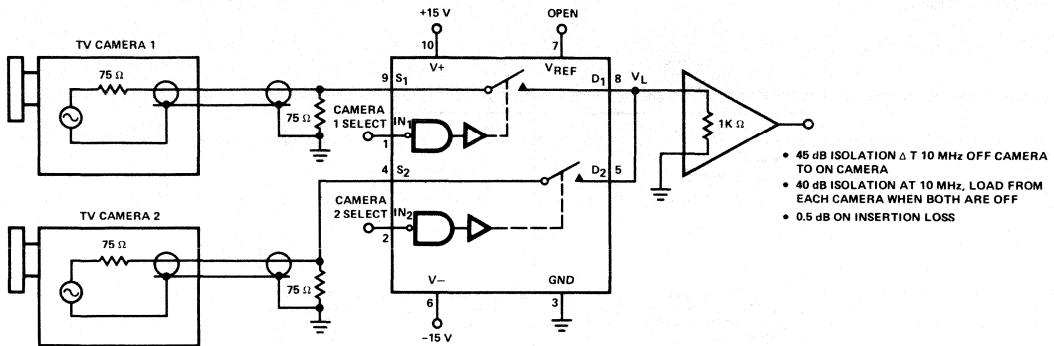 +15 V
OPEN
TV CAMERA 1
10
7
V+
VREF
75 Ω
9 S1
D1 8 VL
75 Ω
CAMERA
1 SELECT
IN1
1
1K Ω
4 S2
D2 5
• 45 dB ISOLATION Δ T 10 MHz OFF CAMERA
TO ON CAMERA
• 40 dB ISOLATION AT 10 MHz, LOAD FROM
EACH CAMERA WHEN BOTH ARE OFF
• 0.5 dB ON INSERTION LOSS
CAMERA
2 SELECT
IN2
2
TV CAMERA 2
75 Ω
75 Ω
V−
GND
6
3
−15 V